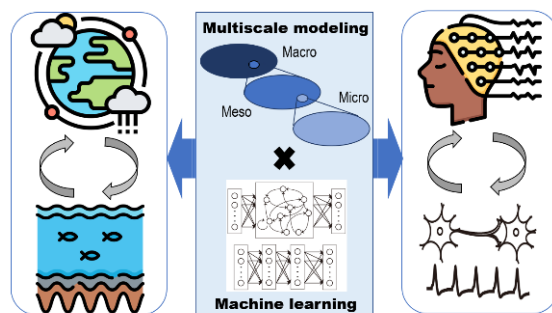 Multiscale modeling
Macro
Meso
Micro
Machine learning